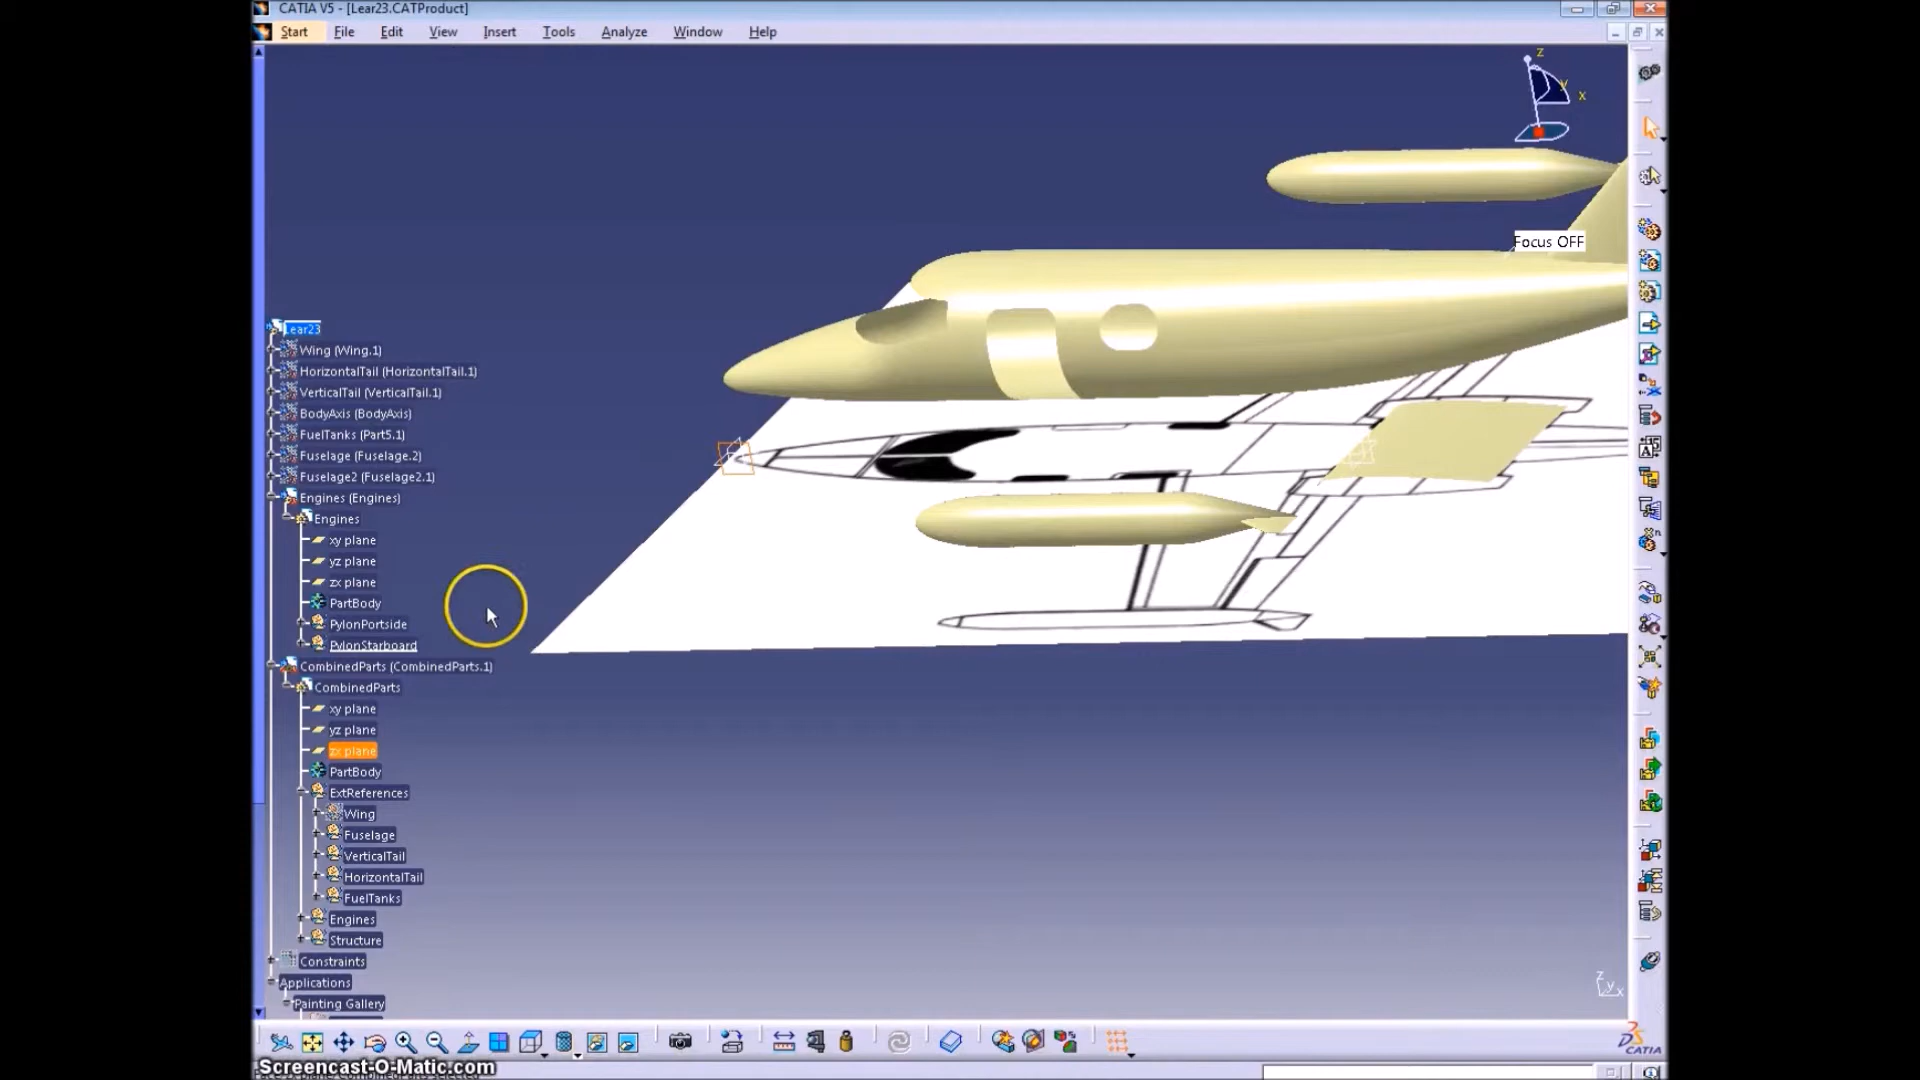 CATIA V5 - [Lear23.CATProduct]
Start File Edit View Insert Tools Analyze Window Help
z
y
x
Focus OFF
Lear23
Wing (Wing.1)
HorizontalTail (HorizontalTail.1)
VerticalTail (VerticalTail.1)
BodyAxis (BodyAxis)
FuelTanks (Part5.1)
Fuselage (Fuselage.2)
Fuselage2 (Fuselage2.1)
Engines (Engines)
Engines
xy plane
yz plane
zx plane
PartBody
PylonPortside
PylonStarboard
CombinedParts (CombinedParts.1)
CombinedParts
xy plane
yz plane
zx plane
PartBody
ExtReferences
Wing
Fuselage
VerticalTail
HorizontalTail
FuelTanks
Engines
Structure
Constraints
Applications
Painting Gallery
z
y
x
CATIA
Screencast-O-Matic.com